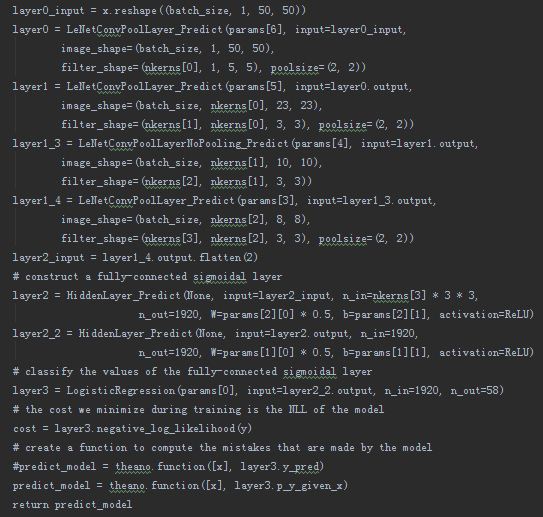 layer0_input = x.reshape((batch_size, 1, 50, 50))
layer0 = LeNetConvPoolLayer_Predict(params[6], input=layer0_input,
image_shape=(batch_size, 1, 50, 50),
filter_shape=(nkerns[0], 1, 5, 5), poolsize=(2, 2))
layer1 = LeNetConvPoolLayer_Predict(params[5], input=layer0.output,
image_shape=(batch_size, nkerns[0], 23, 23),
filter_shape=(nkerns[1], nkerns[0], 3, 3), poolsize=(2, 2))
layer1_3 = LeNetConvPoolLayerNoPooling_Predict(params[4], input=layer1.output,
image_shape=(batch_size, nkerns[1], 10, 10),
filter_shape=(nkerns[2], nkerns[1], 3, 3))
layer1_4 = LeNetConvPoolLayer_Predict(params[3], input=layer1_3.output,
image_shape=(batch_size, nkerns[2], 8, 8),
filter_shape=(nkerns[3], nkerns[2], 3, 3), poolsize=(2, 2))
layer2_input = layer1_4.output.flatten(2)
# construct a fully-connected sigmoidal layer
layer2 = HiddenLayer_Predict(None, input=layer2_input, n_in=nkerns[3] * 3 * 3,
n_out=1920, W=params[2][0] * 0.5, b=params[2][1], activation=ReLU)
layer2_2 = HiddenLayer_Predict(None, input=layer2.output, n_in=1920,
n_out=1920, W=params[1][0] * 0.5, b=params[1][1], activation=ReLU)
# classify the values of the fully-connected sigmoidal layer
layer3 = LogisticRegression(params[0], input=layer2_2.output, n_in=1920, n_out=58)
# the cost we minimize during training is the NLL of the model
cost = layer3.negative_log_likelihood(y)
# create a function to compute the mistakes that are made by the model
#predict_model = theano.function([x], layer3.y_pred)
predict_model = theano.function([x], layer3.p_y_given_x)
return predict_model